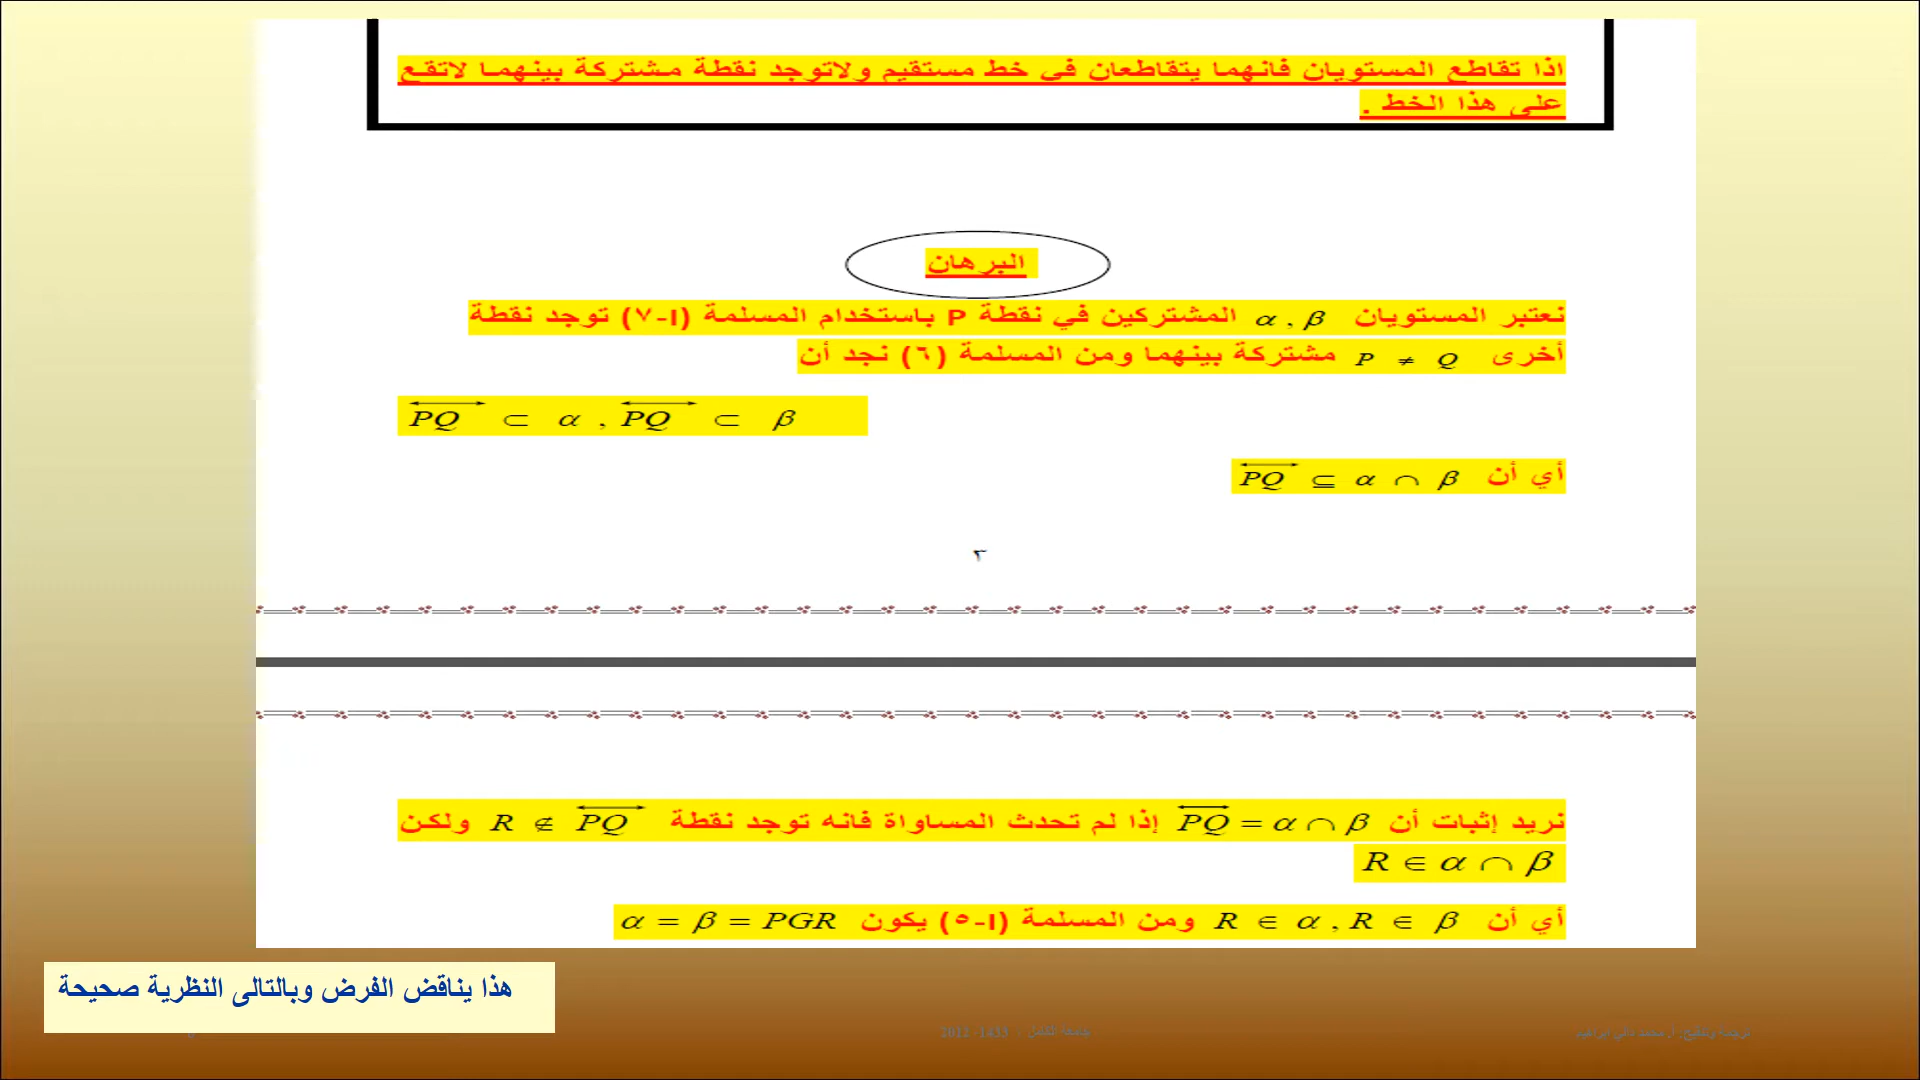 اذا تقاطع المستويان فانهما يتقاطعان في خط مستقيم ولاتوجد نقطة مشتركة بينهما لاتقع
على هذا الخط .
البرهان
نعتبر المستويان α , β المشتركين في نقطة P باستخدام المسلمة (I-٧) توجد نقطة
أخرى P ≠ Q مشتركة بينهما ومن المسلمة (٦) نجد أن
PQ ⊂ α , PQ ⊂ β
أي أن PQ ⊆ α ∩ β
٣
نريد إثبات أن PQ = α ∩ β إذا لم تحدث المساواة فانه توجد نقطة R ∉ PQ ولكن
R ∈ α ∩ β
أي أن R ∈ α , R ∈ β ومن المسلمة (I-٥) يكون α = β = PGR
هذا يناقض الفرض وبالتالى النظرية صحيحة